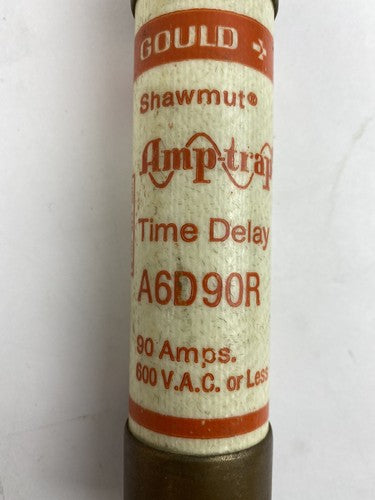 GOULD
Shawmut®
Amp-trap
Time Delay
A6D90R
90 Amps.
600 V.A.C. or Less